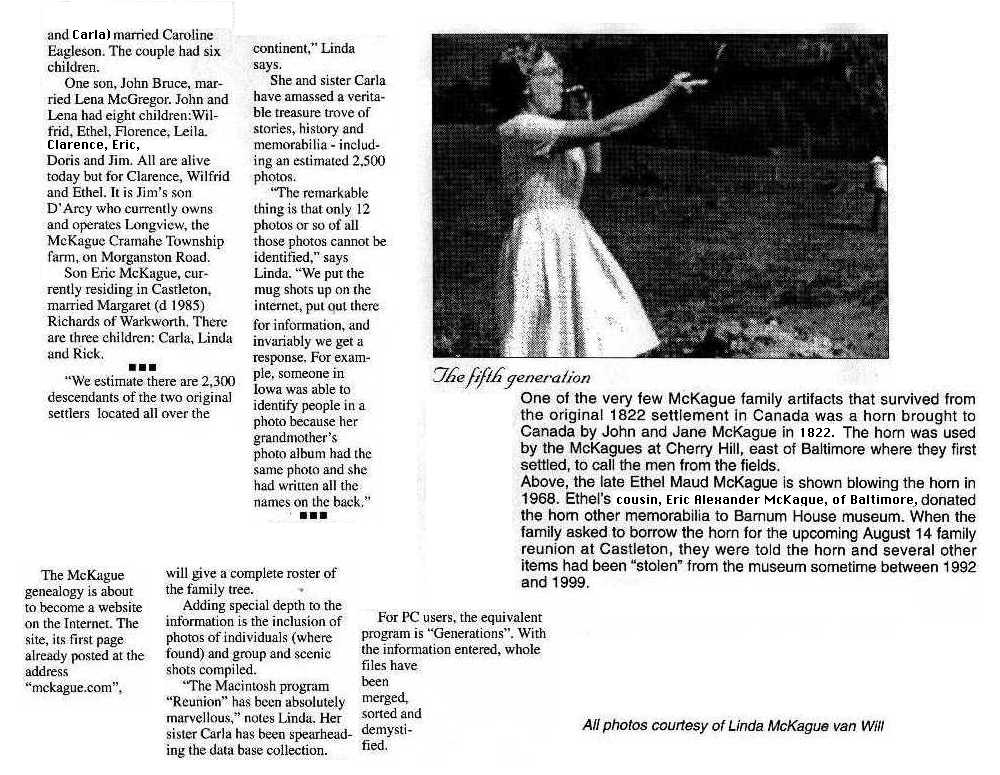 and Carla) married Caroline
Eagleson. The couple had six
children.
One son, John Bruce, mar-
ried Lena McGregor. John and
Lena had eight children:Wil-
frid, Ethel, Florence, Leila.
Clarence, Eric,
Doris and Jim. All are alive
today but for Clarence, Wilfrid
and Ethel. It is Jim's son
D'Arcy who currently owns
and operates Longview, the
McKague Cramahe Township
farm, on Morganston Road.
Son Eric McKague, cur-
rently residing in Castleton,
married Margaret (d 1985)
Richards of Warkworth. There
are three children: Carla, Linda
and Rick.
■■■
"We estimate there are 2,300
descendants of the two original
settlers located all over the
continent," Linda
says.
She and sister Carla
have amassed a verita-
ble treasure trove of
stories, history and
memorabilia - includ-
ing an estimated 2,500
photos.
"The remarkable
thing is that only 12
photos or so of all
those photos cannot be
identified," says
Linda. "We put the
mug shots up on the
internet, put out there
for information, and
invariably we get a
response. For exam-
ple, someone in
Iowa was able to
identify people in a
photo because her
grandmother's
photo album had the
same photo and she
had written all the
names on the back."
■■■
The fifth generation
One of the very few McKague family artifacts that survived from
the original 1822 settlement in Canada was a horn brought to
Canada by John and Jane McKague in 1822. The horn was used
by the McKagues at Cherry Hill, east of Baltimore where they first
settled, to call the men from the fields.
Above, the late Ethel Maud McKague is shown blowing the horn in
1968. Ethel's cousin, Eric Alexander McKague, of Baltimore, donated
the horn other memorabilia to Barnum House museum. When the
family asked to borrow the horn for the upcoming August 14 family
reunion at Castleton, they were told the horn and several other
items had been "stolen" from the museum sometime between 1992
and 1999.
The McKague
genealogy is about
to become a website
on the Internet. The
site, its first page
already posted at the
address
"mckague.com",
will give a complete roster of
the family tree.
Adding special depth to the
information is the inclusion of
photos of individuals (where
found) and group and scenic
shots compiled.
"The Macintosh program
"Reunion" has been absolutely
marvellous," notes Linda. Her
sister Carla has been spearhead-
ing the data base collection.
For PC users, the equivalent
program is "Generations". With
the information entered, whole
files have
been
merged,
sorted and
demysti-
fied.
All photos courtesy of Linda McKague van Will